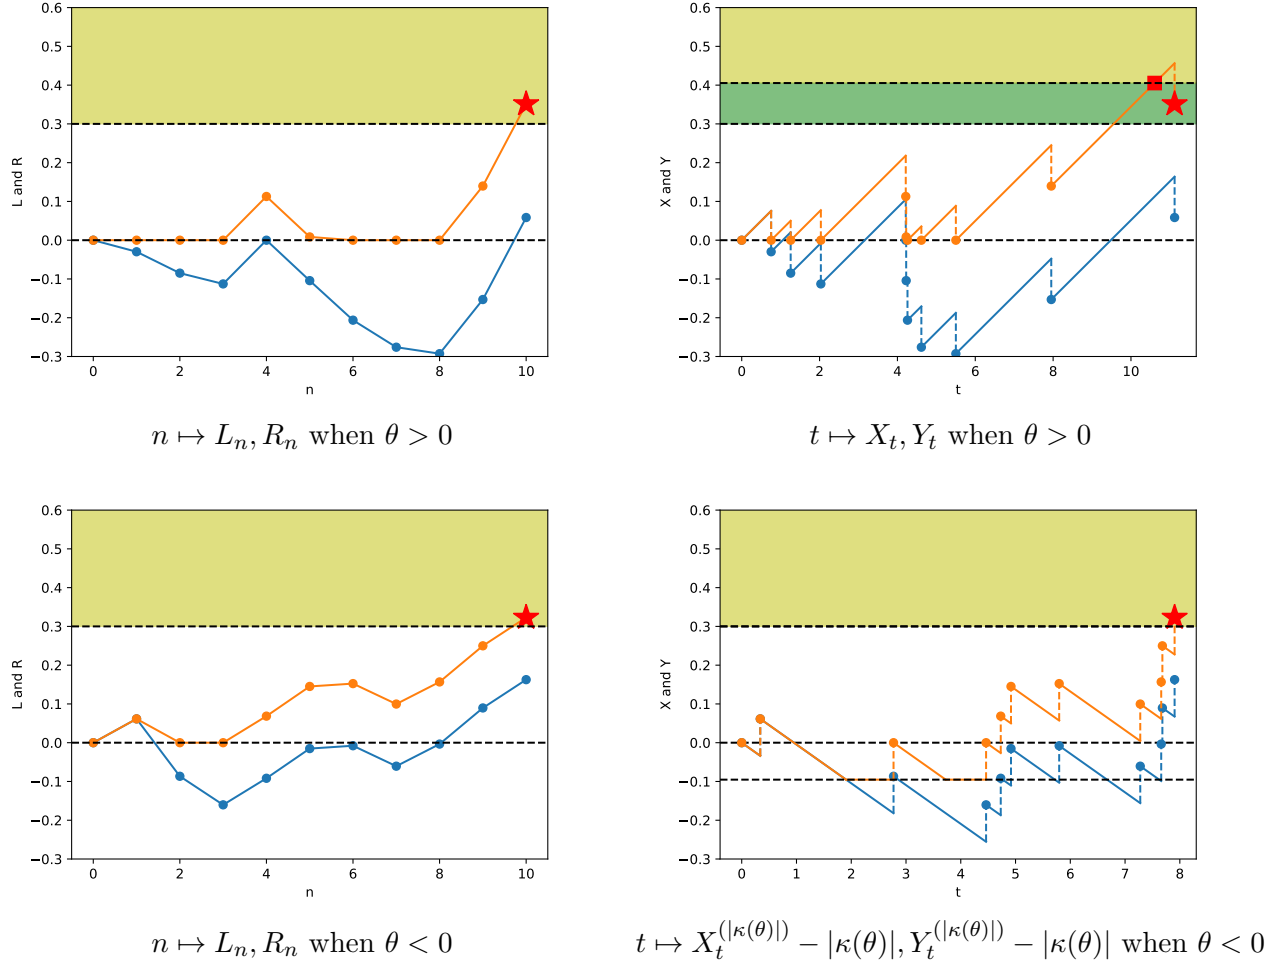 0.6
0.5
0.4
0.3
0.2
0.1
0.0
−0.1
−0.2
−0.3
L and R
0 2 4 6 8 10
n
n ↦ L_n, R_n when θ > 0
0.6
0.5
0.4
0.3
0.2
0.1
0.0
−0.1
−0.2
−0.3
X and Y
0 2 4 6 8 10
t
t ↦ X_t, Y_t when θ > 0
0.6
0.5
0.4
0.3
0.2
0.1
0.0
−0.1
−0.2
−0.3
L and R
0 2 4 6 8 10
n
n ↦ L_n, R_n when θ < 0
0.6
0.5
0.4
0.3
0.2
0.1
0.0
−0.1
−0.2
−0.3
X and Y
0 1 2 3 4 5 6 7 8
t
t ↦ X_t^{(|κ(θ)|)} − |κ(θ)|, Y_t^{(|κ(θ)|)} − |κ(θ)| when θ < 0